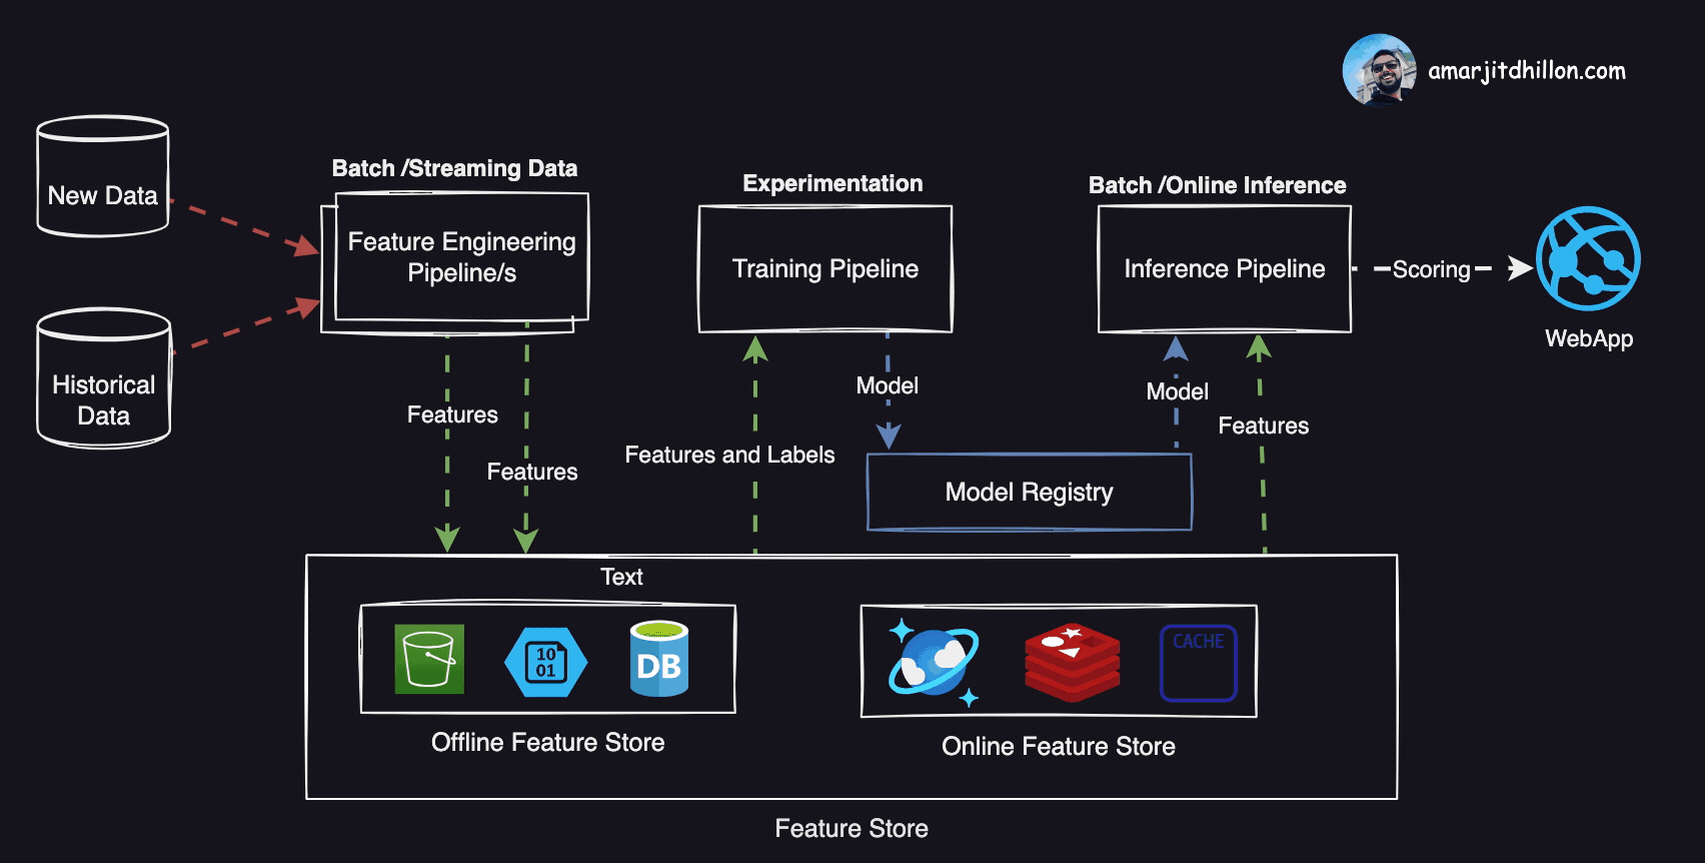 amarjitdhillon.com
New Data
Historical
Data
Batch /Streaming Data
Feature Engineering
Pipeline/s
Experimentation
Training Pipeline
Batch /Online Inference
Inference Pipeline
Scoring
WebApp
Features
Features
Features and Labels
Model
Model
Features
Model Registry
Text
10
01
DB
Offline Feature Store
CACHE
Online Feature Store
Feature Store